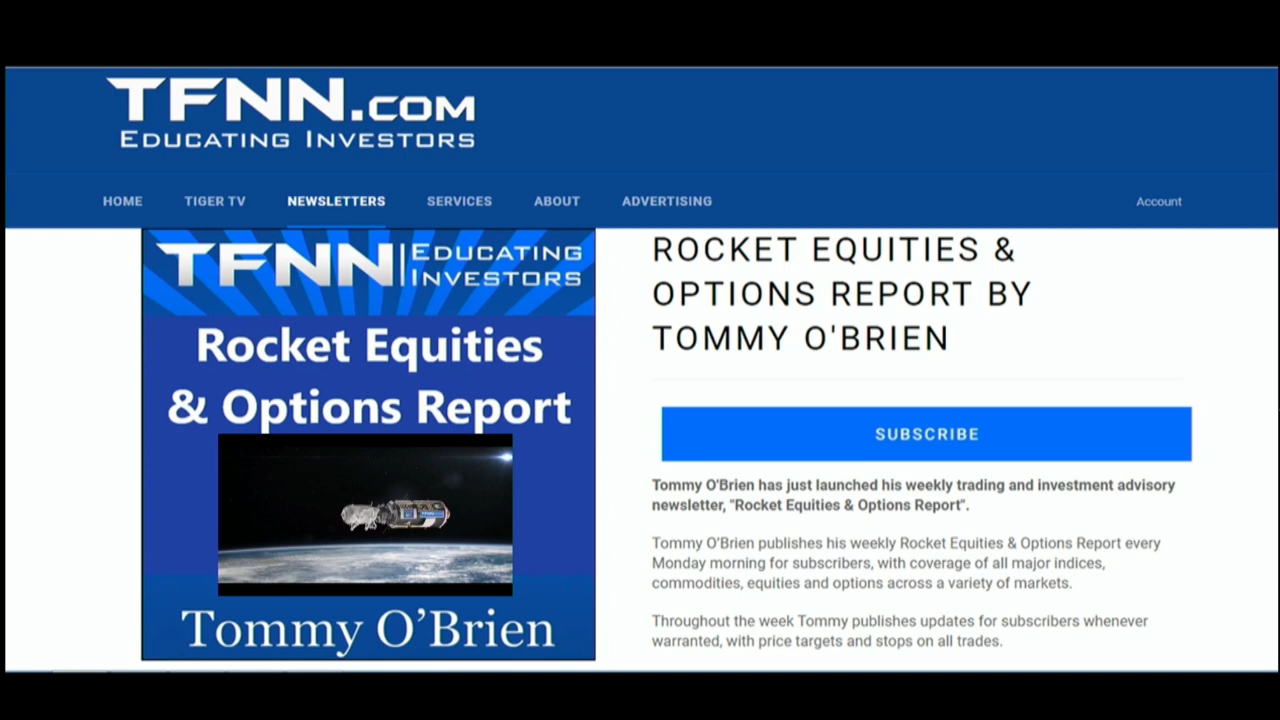 TFNN.COM
EDUCATING INVESTORS
HOME TIGER TV NEWSLETTERS SERVICES ABOUT ADVERTISING Account
TFNN EDUCATING
INVESTORS
Rocket Equities
& Options Report
TFNN
Tommy O’Brien
ROCKET EQUITIES &
OPTIONS REPORT BY
TOMMY O'BRIEN
SUBSCRIBE
Tommy O'Brien has just launched his weekly trading and investment advisory
newsletter, "Rocket Equities & Options Report".
Tommy O’Brien publishes his weekly Rocket Equities & Options Report every
Monday morning for subscribers, with coverage of all major indices,
commodities, equities and options across a variety of markets.
Throughout the week Tommy publishes updates for subscribers whenever
warranted, with price targets and stops on all trades.